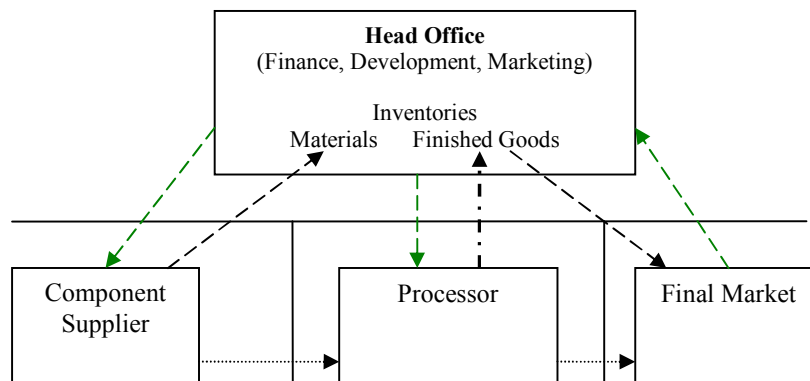 Head Office
(Finance, Development, Marketing)
Inventories
Materials Finished Goods
Component
Supplier
Processor
Final Market